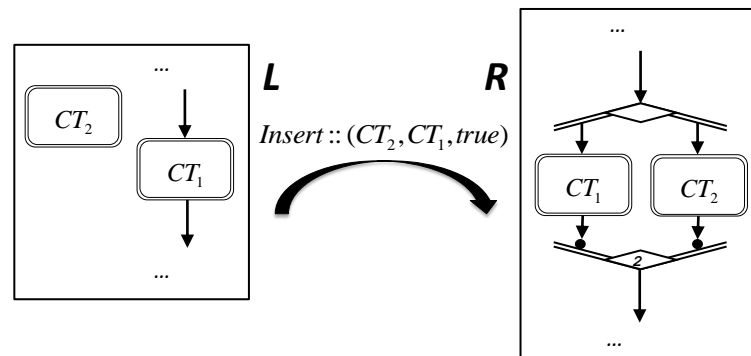 ...
CT₂
CT₁
...
L
R
Insert :: (CT₂, CT₁, true)
...
CT₁
CT₂
2
...